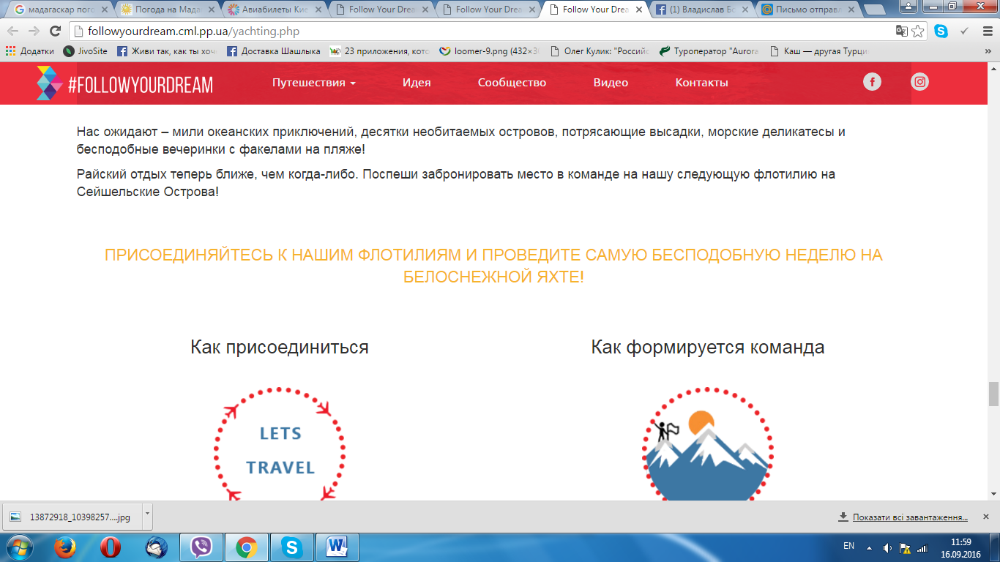 мадагаскар пог
Погода на Мада
Авиабилеты Кие
Follow Your Drea
Follow Your Drea
Follow Your Drea
(1) Владислав Бо
Письмо отправл
followyourdream.cml.pp.ua/yachting.php
Додатки
JivoSite
Живи так, как ты хоч
Доставка Шашлыка
23 приложения, кото
loomer-9.png (432×3
Олег Кулик: "Россий
Туроператор "Aurora
Каш — другая Турци
»
#FOLLOWYOURDREAM
Путешествия
Идея
Сообщество
Видео
Контакты
Нас ожидают – мили океанских приключений, десятки необитаемых островов, потрясающие высадки, морские деликатесы и
бесподобные вечеринки с факелами на пляже!
Райский отдых теперь ближе, чем когда-либо. Поспеши забронировать место в команде на нашу следующую флотилию на
Сейшельские Острова!
ПРИСОЕДИНЯЙТЕСЬ К НАШИМ ФЛОТИЛИЯМ И ПРОВЕДИТЕ САМУЮ БЕСПОДОБНУЮ НЕДЕЛЮ НА
БЕЛОСНЕЖНОЙ ЯХТЕ!
Как присоединиться
Как формируется команда
LETS
TRAVEL
13872918_10398257....jpg
Показати всі завантаження...
EN
11:59
16.09.2016